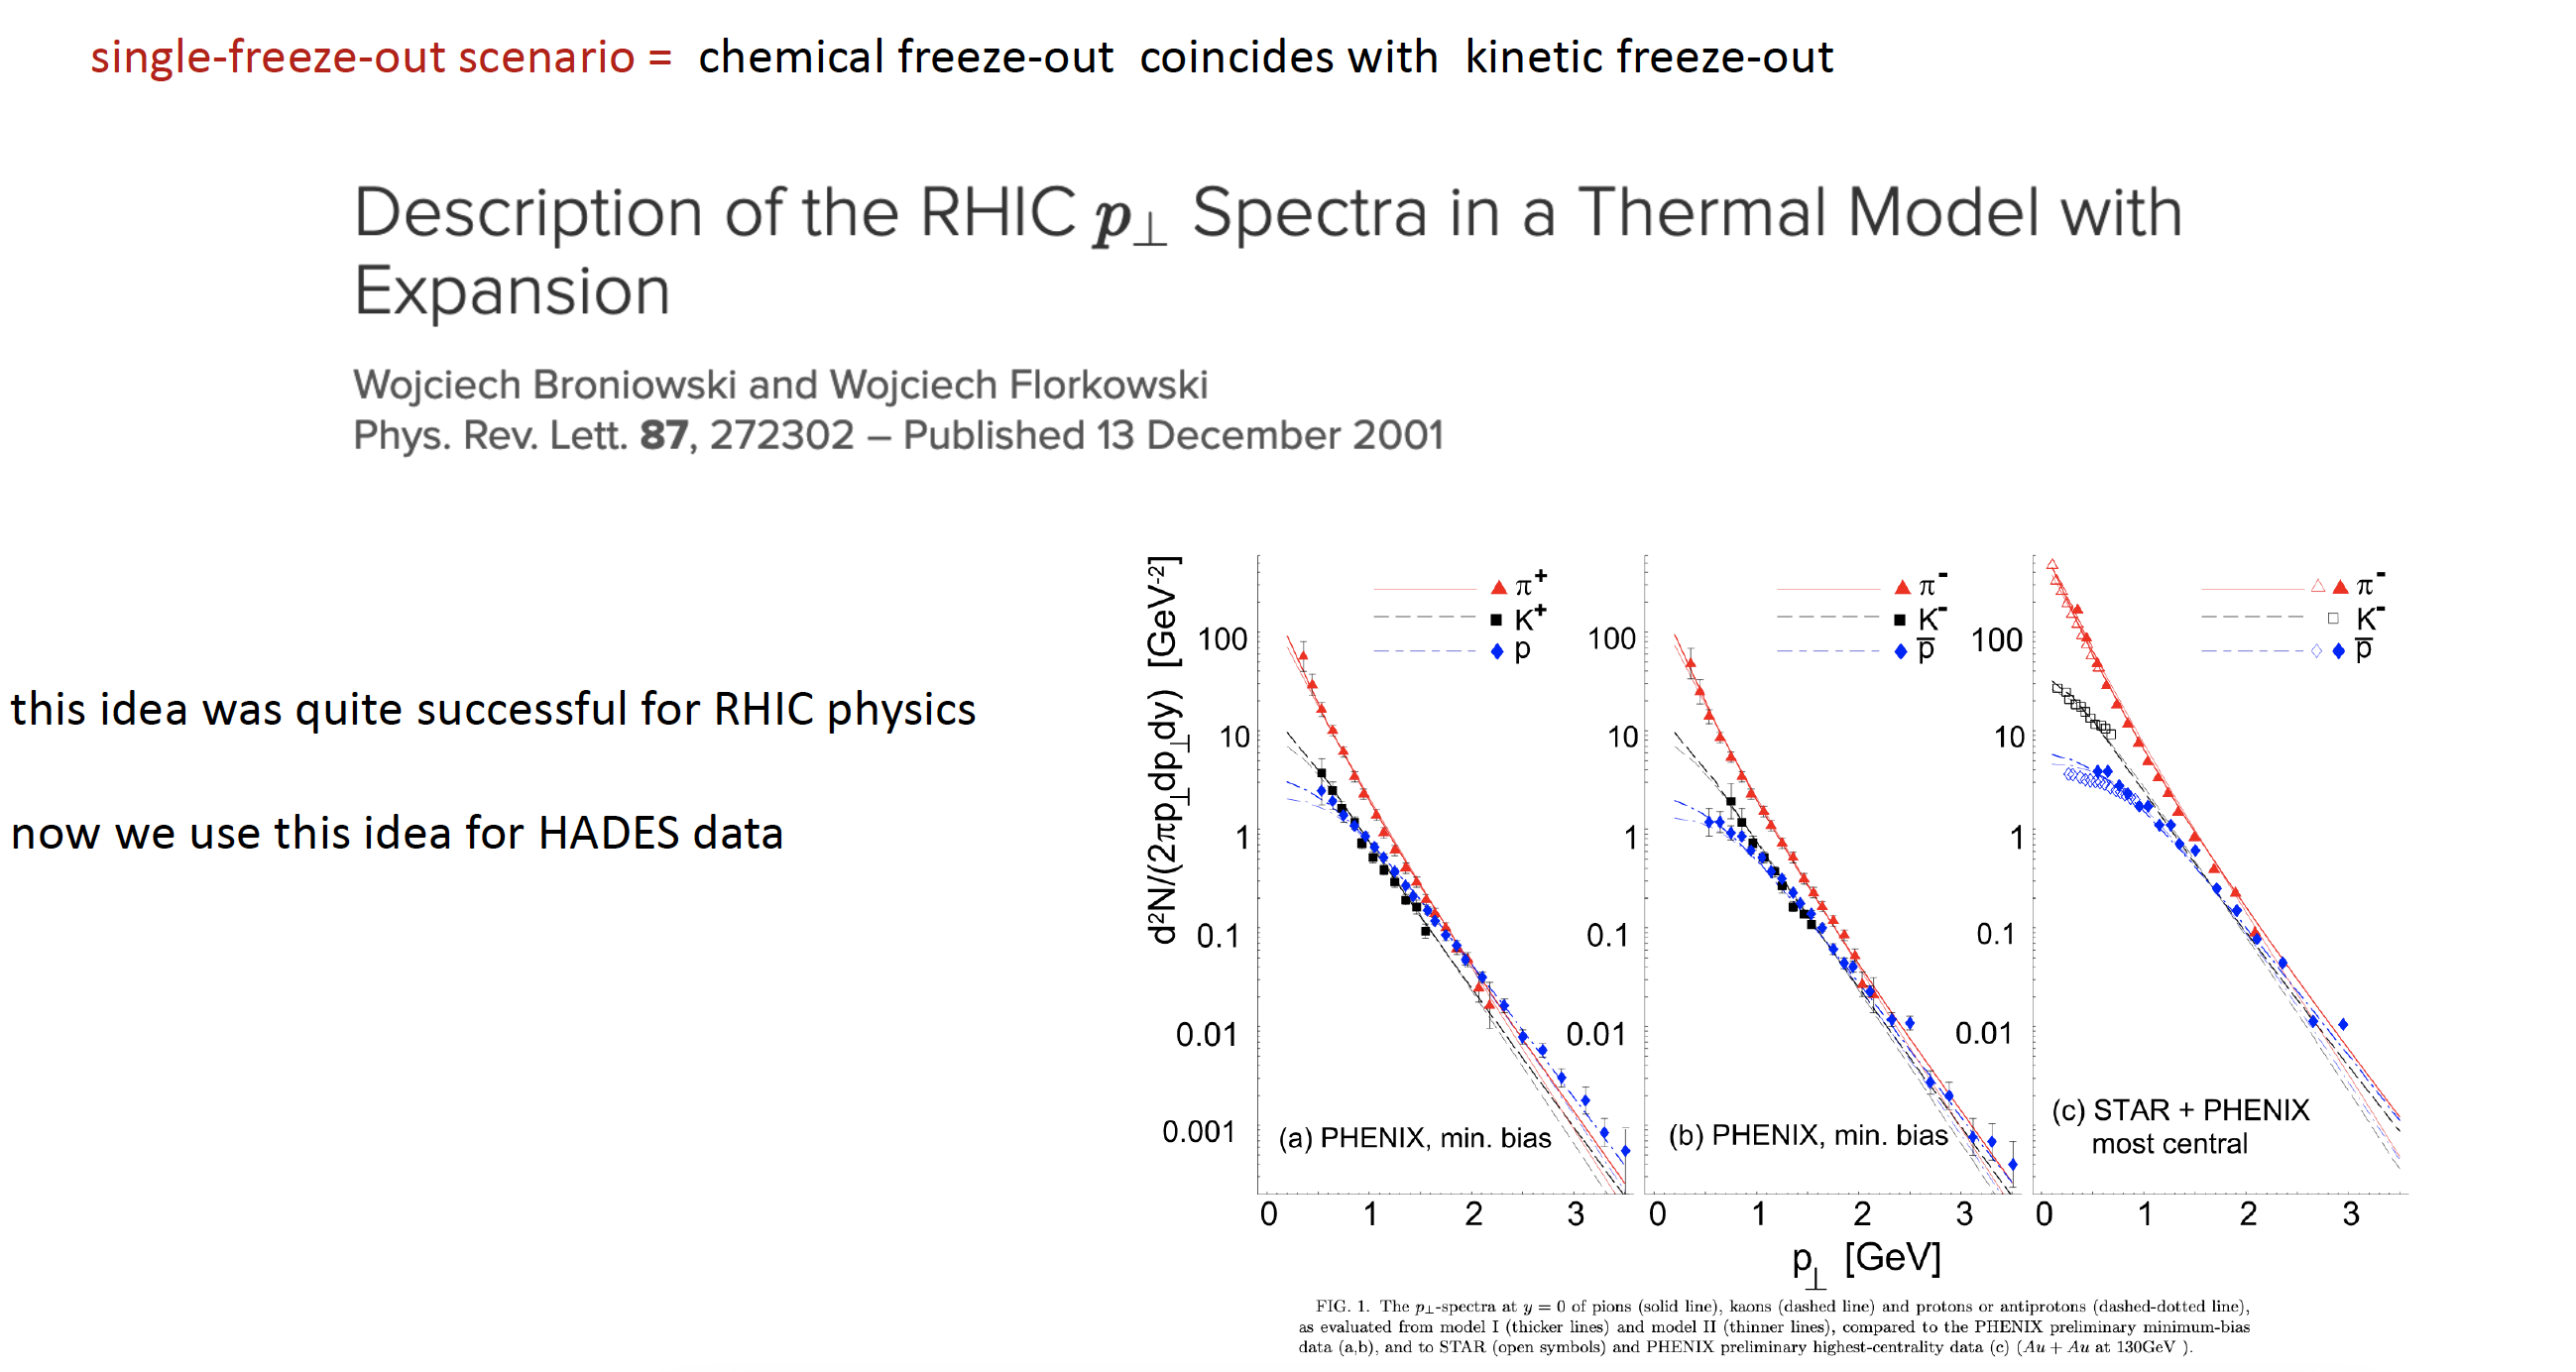 single-freeze-out scenario = chemical freeze-out coincides with kinetic freeze-out
Description of the RHIC p⊥ Spectra in a Thermal Model with
Expansion
Wojciech Broniowski and Wojciech Florkowski
Phys. Rev. Lett. 87, 272302 – Published 13 December 2001
this idea was quite successful for RHIC physics
now we use this idea for HADES data
d²N/(2πp⊥dp⊥dy) [GeV⁻²]
π⁺
K⁺
p
100
10
1
0.1
0.01
0.001
(a) PHENIX, min. bias
0 1 2 3
π⁻
K⁻
p̅
100
10
1
0.1
0.01
(b) PHENIX, min. bias
0 1 2 3
π⁻
K⁻
p̅
100
10
1
0.1
0.01
(c) STAR + PHENIX
most central
0 1 2 3
p⊥ [GeV]
FIG. 1. The p⊥-spectra at y = 0 of pions (solid line), kaons (dashed line) and protons or antiprotons (dashed-dotted line),
as evaluated from model I (thicker lines) and model II (thinner lines), compared to the PHENIX preliminary minimum-bias
data (a,b), and to STAR (open symbols) and PHENIX preliminary highest-centrality data (c) (Au + Au at 130GeV ).